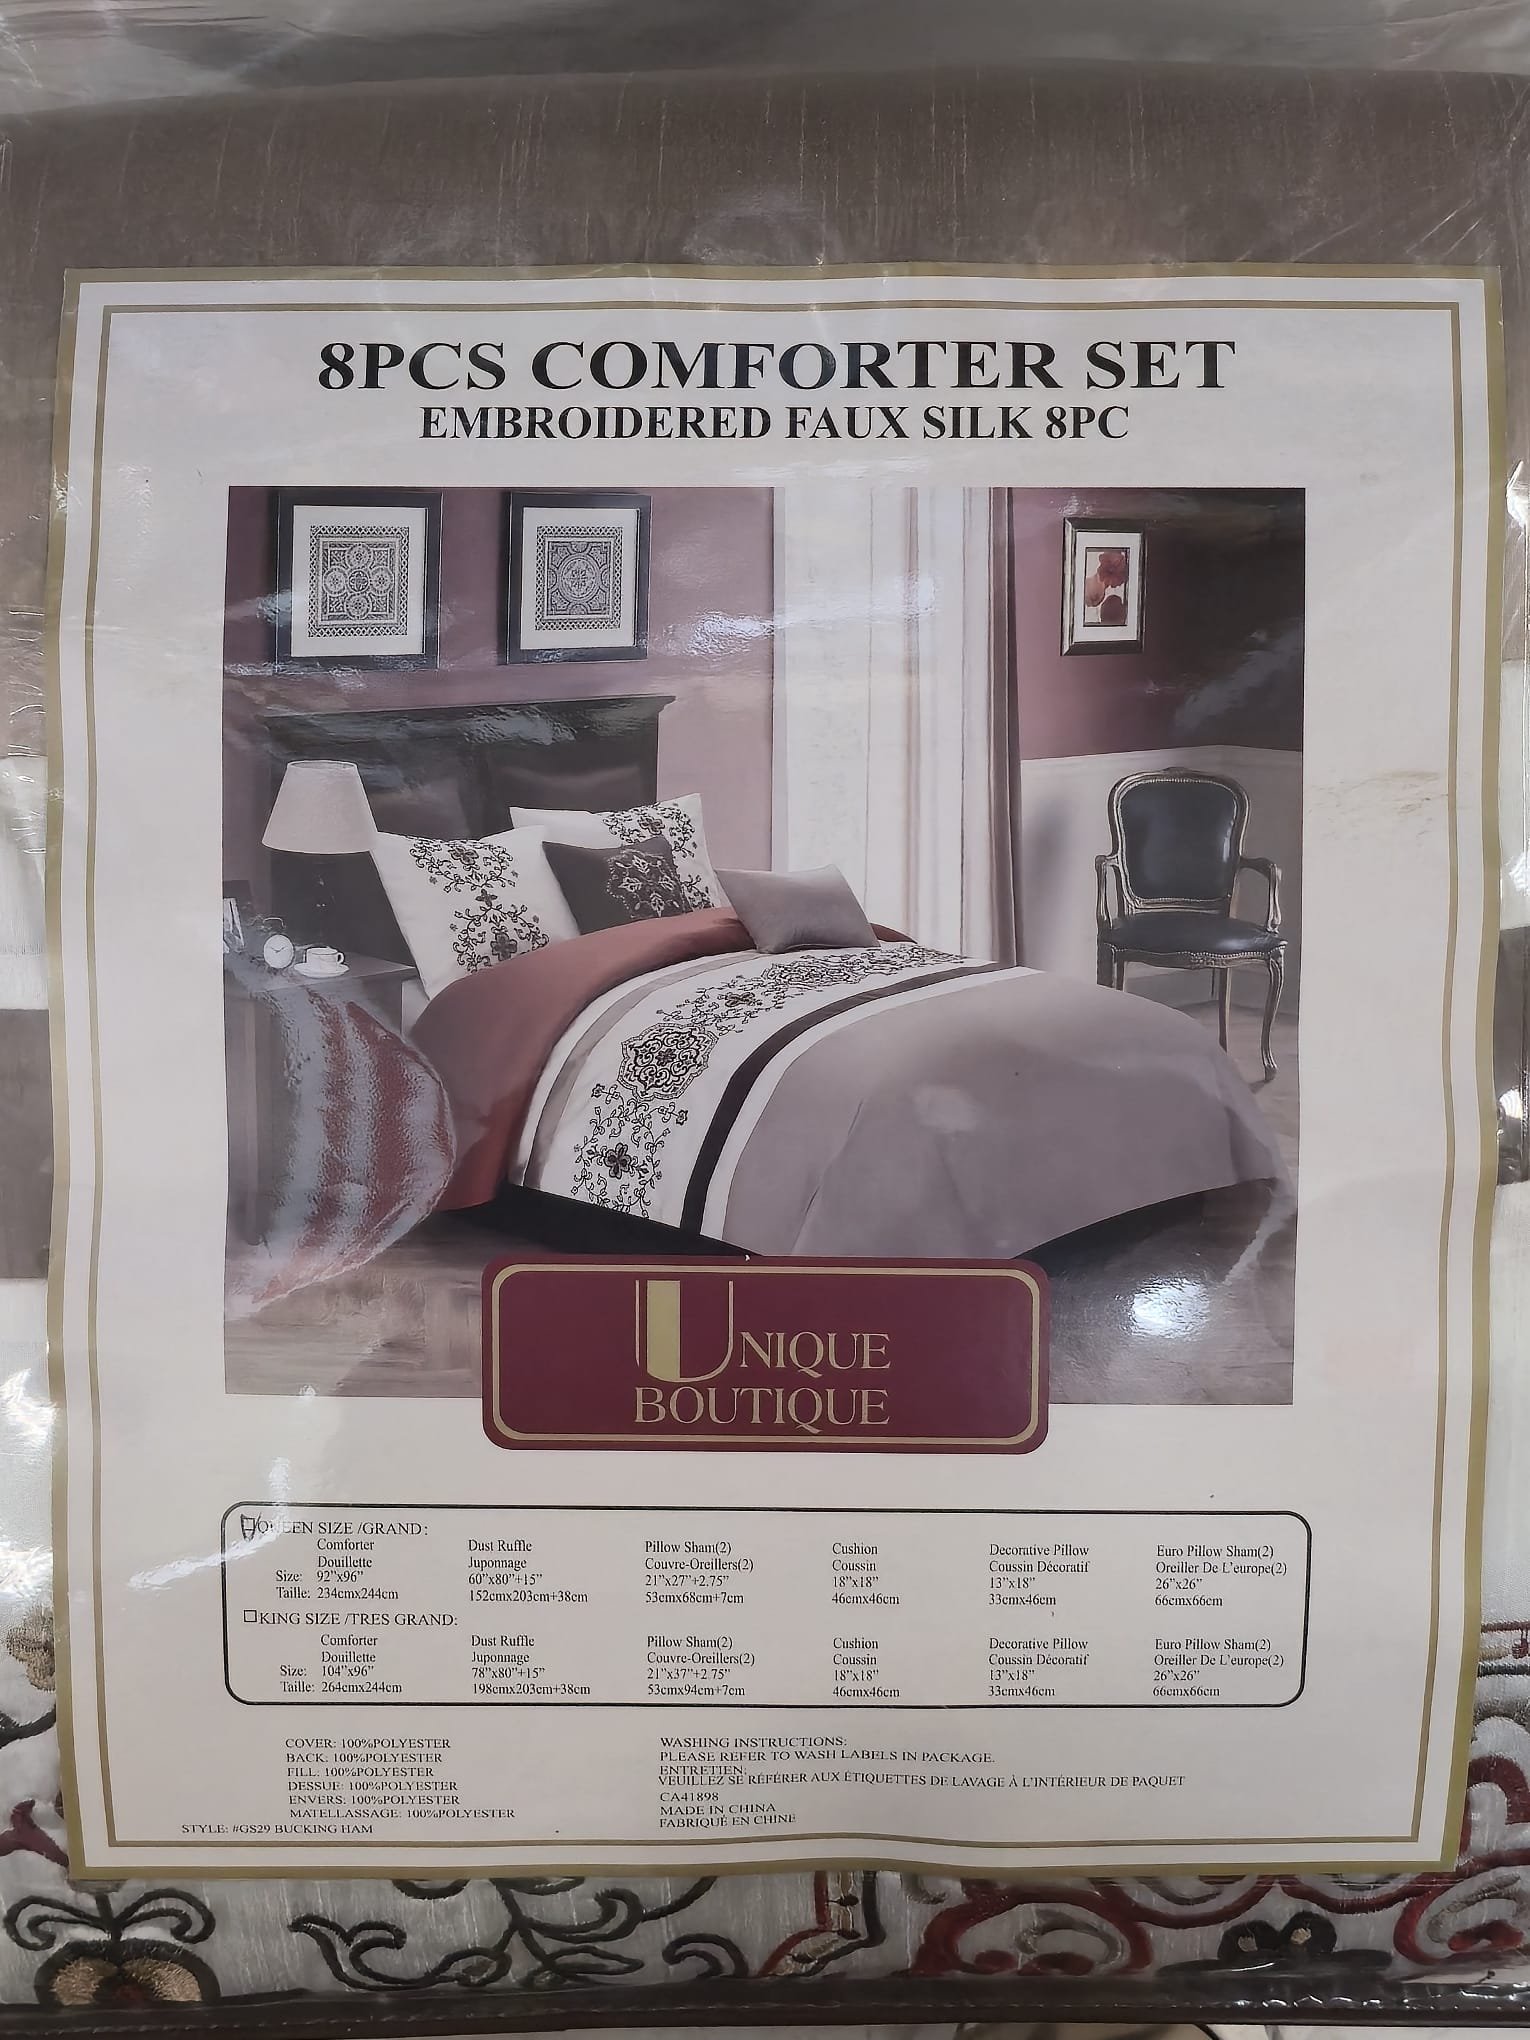 8PCS COMFORTER SET
EMBROIDERED FAUX SILK 8PC
UNIQUE
BOUTIQUE
QUEEN SIZE /GRAND:
Comforter Dust Ruffle Pillow Sham(2) Cushion Decorative Pillow Euro Pillow Sham(2)
Douillette Juponnage Couvre-Oreillers(2) Coussin Coussin Décoratif Oreiller De L'europe(2)
Size: 92"x96" 60"x80"+15" 21"x27"+2.75" 18"x18" 13"x18" 26"x26"
Taille: 234cmx244cm 152cmx203cm+38cm 53cmx68cm+7cm 46cmx46cm 33cmx46cm 66cmx66cm
KING SIZE /TRES GRAND:
Comforter Dust Ruffle Pillow Sham(2) Cushion Decorative Pillow Euro Pillow Sham(2)
Douillette Juponnage Couvre-Oreillers(2) Coussin Coussin Décoratif Oreiller De L'europe(2)
Size: 104"x96" 78"x80"+15" 21"x37"+2.75" 18"x18" 13"x18" 26"x26"
Taille: 264cmx244cm 198cmx203cm+38cm 53cmx94cm+7cm 46cmx46cm 33cmx46cm 66cmx66cm
COVER: 100%POLYESTER
BACK: 100%POLYESTER
FILL: 100%POLYESTER
DESSUE: 100%POLYESTER
ENVERS: 100%POLYESTER
MATELLASSAGE: 100%POLYESTER
STYLE: #GS29 BUCKING HAM
WASHING INSTRUCTIONS:
PLEASE REFER TO WASH LABELS IN PACKAGE.
ENTRETIEN:
VEUILLEZ SE RÉFÉRER AUX ÉTIQUETTES DE LAVAGE À L'INTÉRIEUR DE PAQUET
CA41898
MADE IN CHINA
FABRIQUÉ EN CHINE